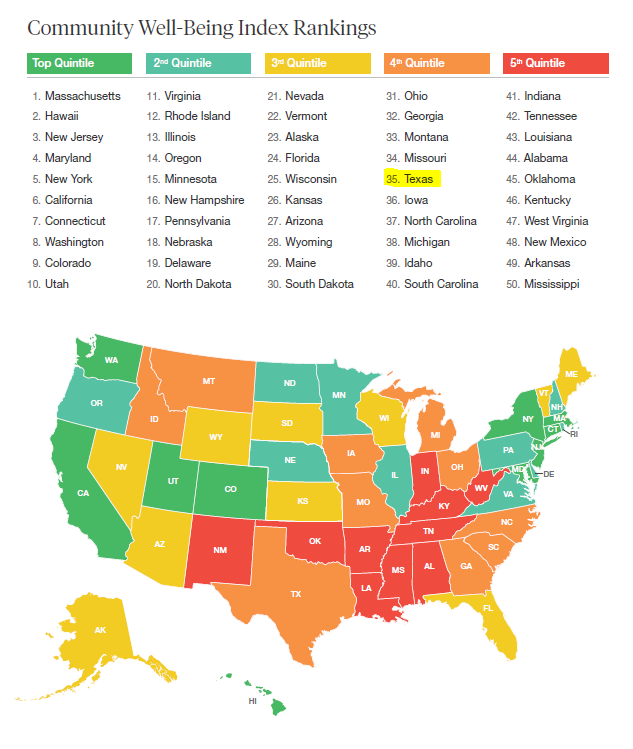 Community Well-Being Index Rankings
Top Quintile 2nd Quintile 3rd Quintile 4th Quintile 5th Quintile
1. Massachusetts 11. Virginia 21. Nevada 31. Ohio 41. Indiana
2. Hawaii 12. Rhode Island 22. Vermont 32. Georgia 42. Tennessee
3. New Jersey 13. Illinois 23. Alaska 33. Montana 43. Louisiana
4. Maryland 14. Oregon 24. Florida 34. Missouri 44. Alabama
5. New York 15. Minnesota 25. Wisconsin 35. Texas 45. Oklahoma
6. California 16. New Hampshire 26. Kansas 36. Iowa 46. Kentucky
7. Connecticut 17. Pennsylvania 27. Arizona 37. North Carolina 47. West Virginia
8. Washington 18. Nebraska 28. Wyoming 38. Michigan 48. New Mexico
9. Colorado 19. Delaware 29. Maine 39. Idaho 49. Arkansas
10. Utah 20. North Dakota 30. South Dakota 40. South Carolina 50. Mississippi
WA MT ND MN ME
OR ID WY SD WI MI VT NH
NY MA
CT RI
NV UT CO NE IA IL IN OH PA NJ
CA KS MO KY WV MD DE
VA
AZ NM OK AR TN NC
SC
TX LA MS AL GA
FL
AK
HI